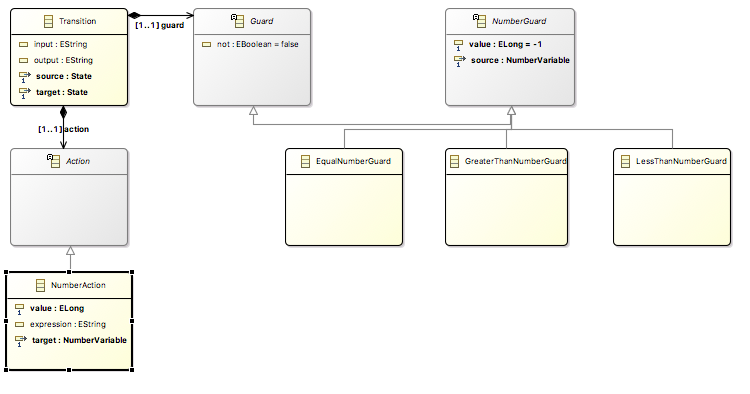 Transition
input : EString
output : EString
source : State
target : State
[1..1] guard
Guard
not : EBoolean = false
NumberGuard
value : ELong = -1
source : NumberVariable
[1..1] action
Action
EqualNumberGuard
GreaterThanNumberGuard
LessThanNumberGuard
NumberAction
value : ELong
expression : EString
target : NumberVariable